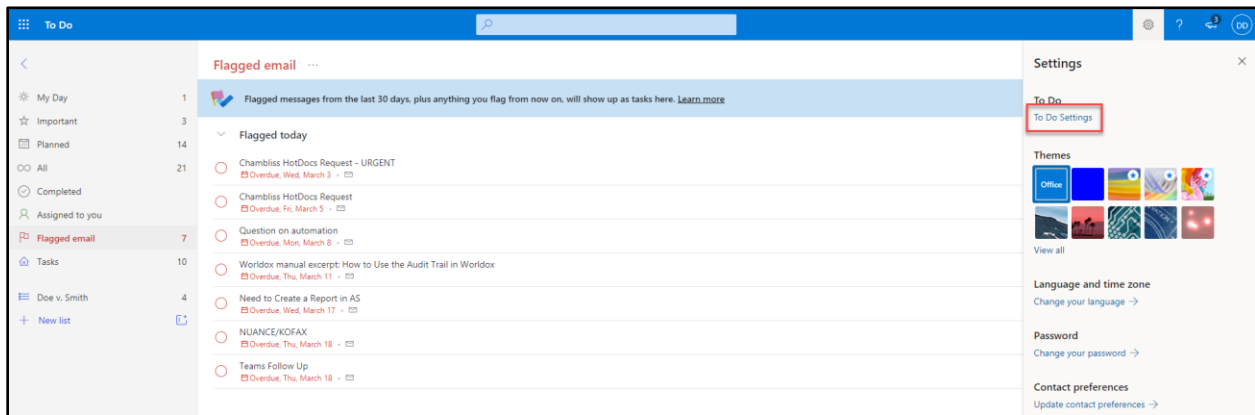 To Do
?
3
DD
My Day 1
Important 3
Planned 14
All 21
Completed
Assigned to you
Flagged email 7
Tasks 10
Doe v. Smith 4
+ New list
Flagged email ...
Flagged messages from the last 30 days, plus anything you flag from now on, will show up as tasks here. Learn more
Flagged today
Chambliss HotDocs Request - URGENT
Overdue, Wed, March 3
Chambliss HotDocs Request
Overdue, Fri, March 5
Question on automation
Overdue, Mon, March 8
Worldox manual excerpt: How to Use the Audit Trail in Worldox
Overdue, Thu, March 11
Need to Create a Report in AS
Overdue, Wed, March 17
NUANCE/KOFAX
Overdue, Thu, March 18
Teams Follow Up
Overdue, Thu, March 18
Settings
To Do
To Do Settings
Themes
Office
View all
Language and time zone
Change your language →
Password
Change your password →
Contact preferences
Update contact preferences →